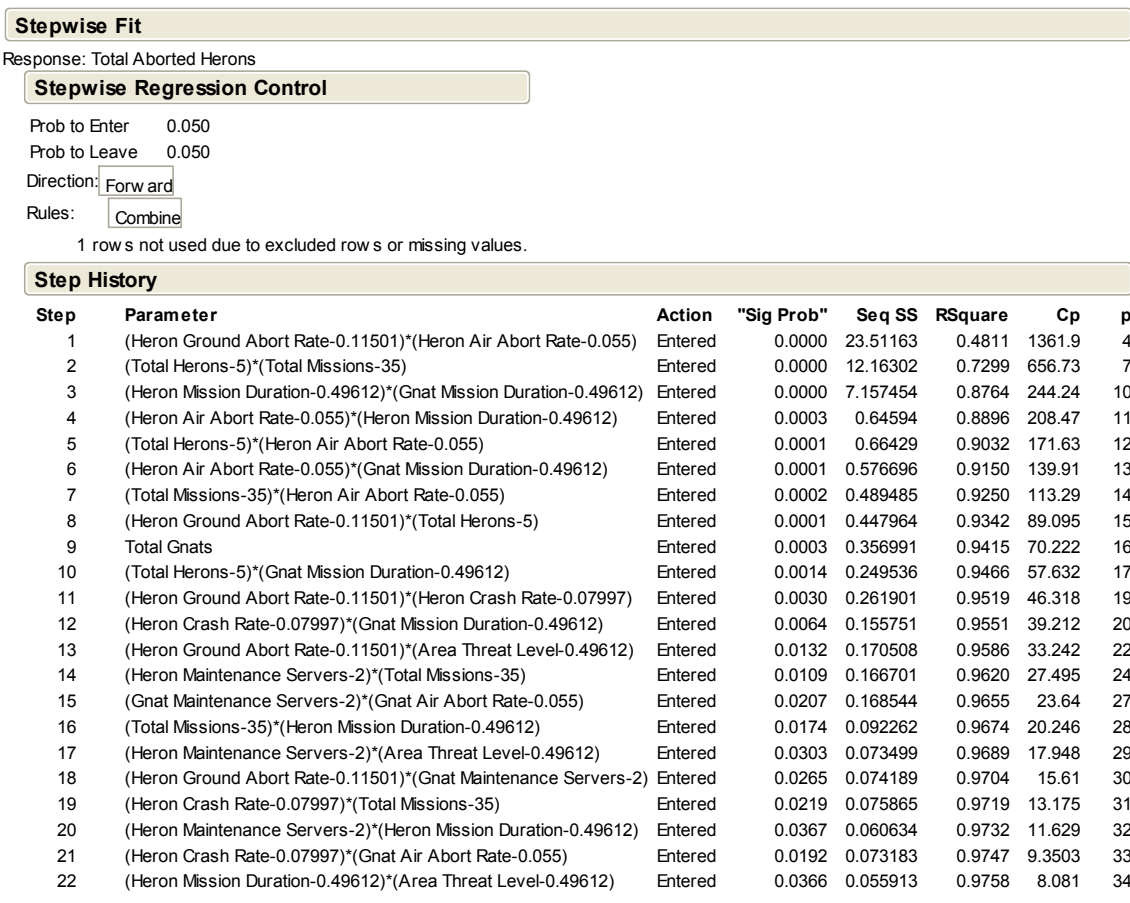 Stepwise Fit
Response: Total Aborted Herons
Stepwise Regression Control
Prob to Enter 0.050
Prob to Leave 0.050
Direction: Forw ard
Rules: Combine
1 row s not used due to excluded row s or missing values.
Step History
Step Parameter Action "Sig Prob" Seq SS RSquare Cp p
1 (Heron Ground Abort Rate-0.11501)*(Heron Air Abort Rate-0.055) Entered 0.0000 23.51163 0.4811 1361.9 4
2 (Total Herons-5)*(Total Missions-35) Entered 0.0000 12.16302 0.7299 656.73 7
3 (Heron Mission Duration-0.49612)*(Gnat Mission Duration-0.49612) Entered 0.0000 7.157454 0.8764 244.24 10
4 (Heron Air Abort Rate-0.055)*(Heron Mission Duration-0.49612) Entered 0.0003 0.64594 0.8896 208.47 11
5 (Total Herons-5)*(Heron Air Abort Rate-0.055) Entered 0.0001 0.66429 0.9032 171.63 12
6 (Heron Air Abort Rate-0.055)*(Gnat Mission Duration-0.49612) Entered 0.0001 0.576696 0.9150 139.91 13
7 (Total Missions-35)*(Heron Air Abort Rate-0.055) Entered 0.0002 0.489485 0.9250 113.29 14
8 (Heron Ground Abort Rate-0.11501)*(Total Herons-5) Entered 0.0001 0.447964 0.9342 89.095 15
9 Total Gnats Entered 0.0003 0.356991 0.9415 70.222 16
10 (Total Herons-5)*(Gnat Mission Duration-0.49612) Entered 0.0014 0.249536 0.9466 57.632 17
11 (Heron Ground Abort Rate-0.11501)*(Heron Crash Rate-0.07997) Entered 0.0030 0.261901 0.9519 46.318 19
12 (Heron Crash Rate-0.07997)*(Gnat Mission Duration-0.49612) Entered 0.0064 0.155751 0.9551 39.212 20
13 (Heron Ground Abort Rate-0.11501)*(Area Threat Level-0.49612) Entered 0.0132 0.170508 0.9586 33.242 22
14 (Heron Maintenance Servers-2)*(Total Missions-35) Entered 0.0109 0.166701 0.9620 27.495 24
15 (Gnat Maintenance Servers-2)*(Gnat Air Abort Rate-0.055) Entered 0.0207 0.168544 0.9655 23.64 27
16 (Total Missions-35)*(Heron Mission Duration-0.49612) Entered 0.0174 0.092262 0.9674 20.246 28
17 (Heron Maintenance Servers-2)*(Area Threat Level-0.49612) Entered 0.0303 0.073499 0.9689 17.948 29
18 (Heron Ground Abort Rate-0.11501)*(Gnat Maintenance Servers-2) Entered 0.0265 0.074189 0.9704 15.61 30
19 (Heron Crash Rate-0.07997)*(Total Missions-35) Entered 0.0219 0.075865 0.9719 13.175 31
20 (Heron Maintenance Servers-2)*(Heron Mission Duration-0.49612) Entered 0.0367 0.060634 0.9732 11.629 32
21 (Heron Crash Rate-0.07997)*(Gnat Air Abort Rate-0.055) Entered 0.0192 0.073183 0.9747 9.3503 33
22 (Heron Mission Duration-0.49612)*(Area Threat Level-0.49612) Entered 0.0366 0.055913 0.9758 8.081 34